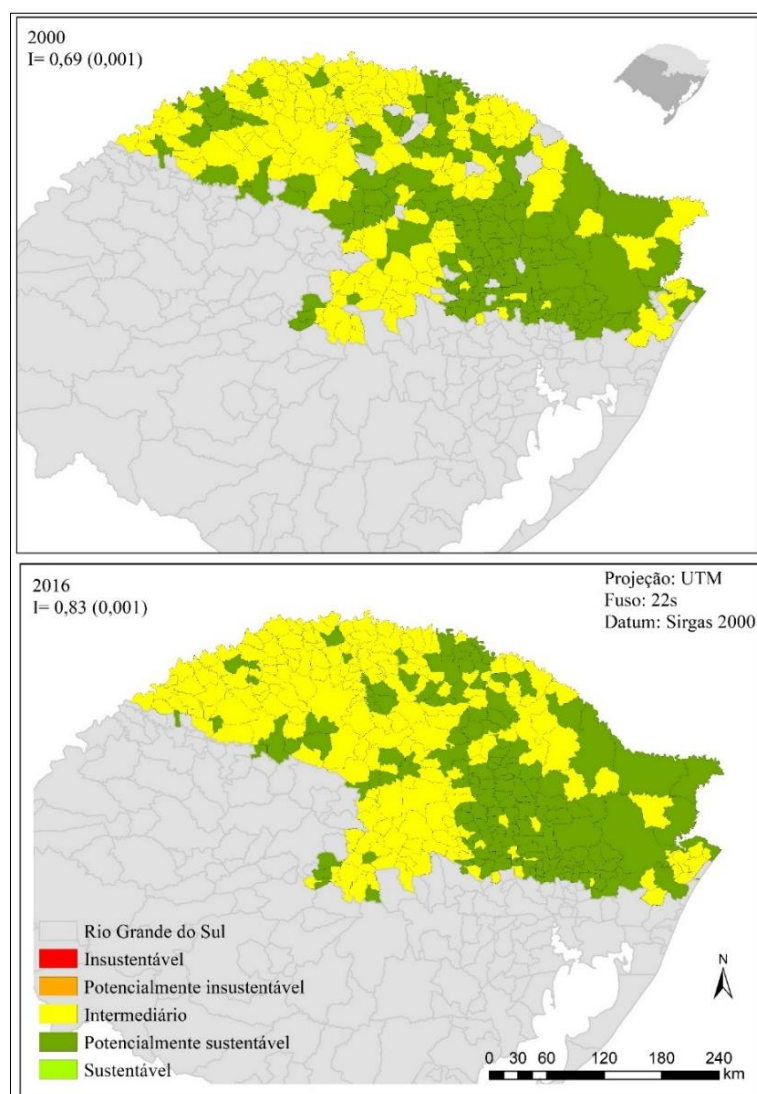 2000
I= 0,69 (0,001)
2016
I= 0,83 (0,001)
Projeção: UTM
Fuso: 22s
Datum: Sirgas 2000
Rio Grande do Sul
Insustentável
Potencialmente insustentável
Intermediário
Potencialmente sustentável
Sustentável
N
0 30 60 120 180 240
km